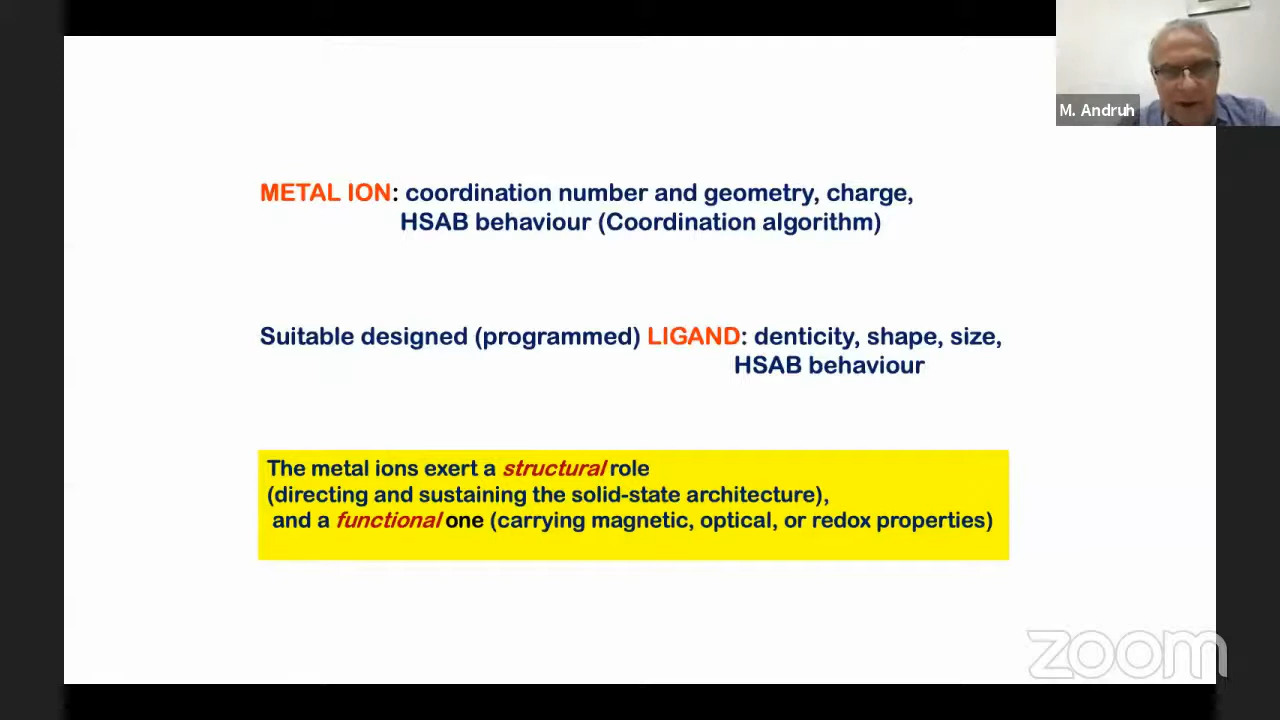 M. Andruh
METAL ION: coordination number and geometry, charge,
HSAB behaviour (Coordination algorithm)
Suitable designed (programmed) LIGAND: denticity, shape, size,
HSAB behaviour
The metal ions exert a structural role
(directing and sustaining the solid-state architecture),
and a functional one (carrying magnetic, optical, or redox properties)
zoom